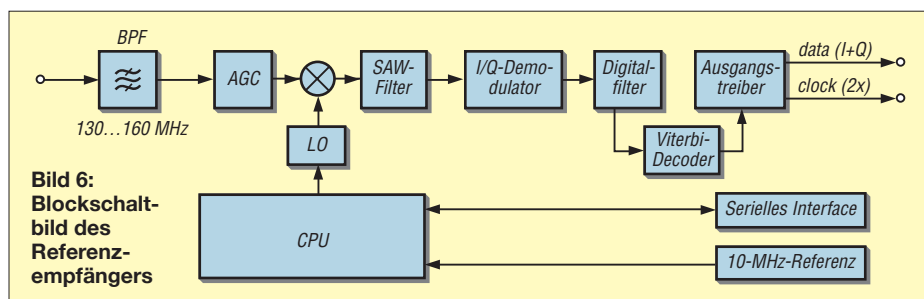 BPF
130…160 MHz
AGC
LO
SAW-
Filter
I/Q-Demo-
dulator
Digital-
filter
Viterbi-
Decoder
Ausgangs-
treiber
data (I+Q)
clock (2x)
Bild 6:
Blockschalt-
bild des
Referenz-
empfängers
CPU
Serielles Interface
10-MHz-Referenz